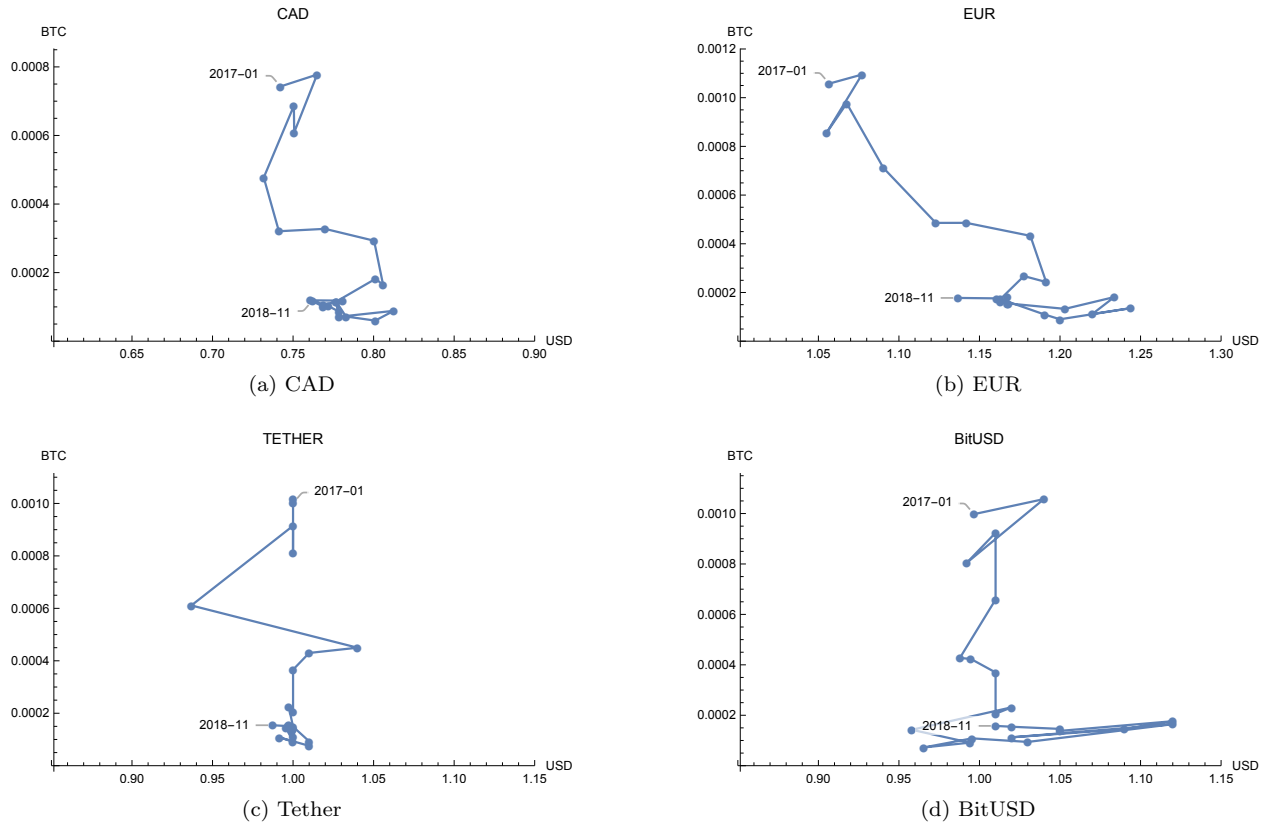 CAD
BTC
0.0008
0.0006
0.0004
0.0002
2017-01
2018-11
0.65 0.70 0.75 0.80 0.85 0.90
USD
(a) CAD
EUR
BTC
0.0012
0.0010
0.0008
0.0006
0.0004
0.0002
2017-01
2018-11
1.05 1.10 1.15 1.20 1.25 1.30
USD
(b) EUR
TETHER
BTC
0.0010
0.0008
0.0006
0.0004
0.0002
2017-01
2018-11
0.90 0.95 1.00 1.05 1.10 1.15
USD
(c) Tether
BitUSD
BTC
0.0010
0.0008
0.0006
0.0004
0.0002
2017-01
2018-11
0.90 0.95 1.00 1.05 1.10 1.15
USD
(d) BitUSD